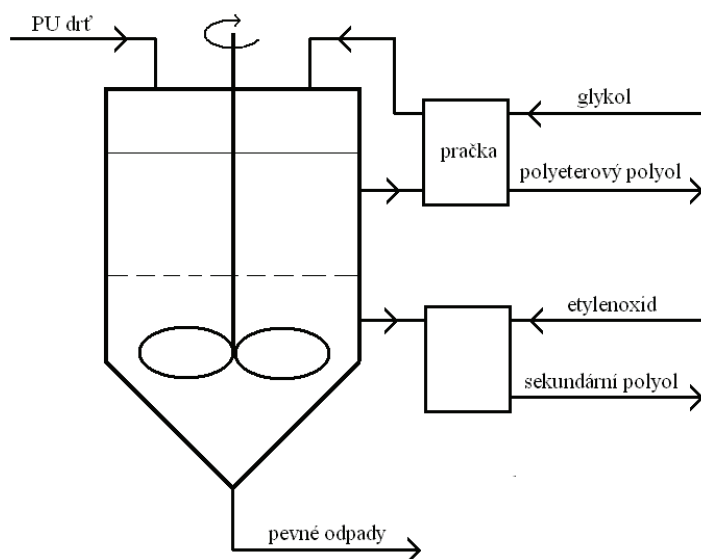 PU drť
glykol
pračka
polyeterový polyol
etylenoxid
sekundární polyol
pevné odpady